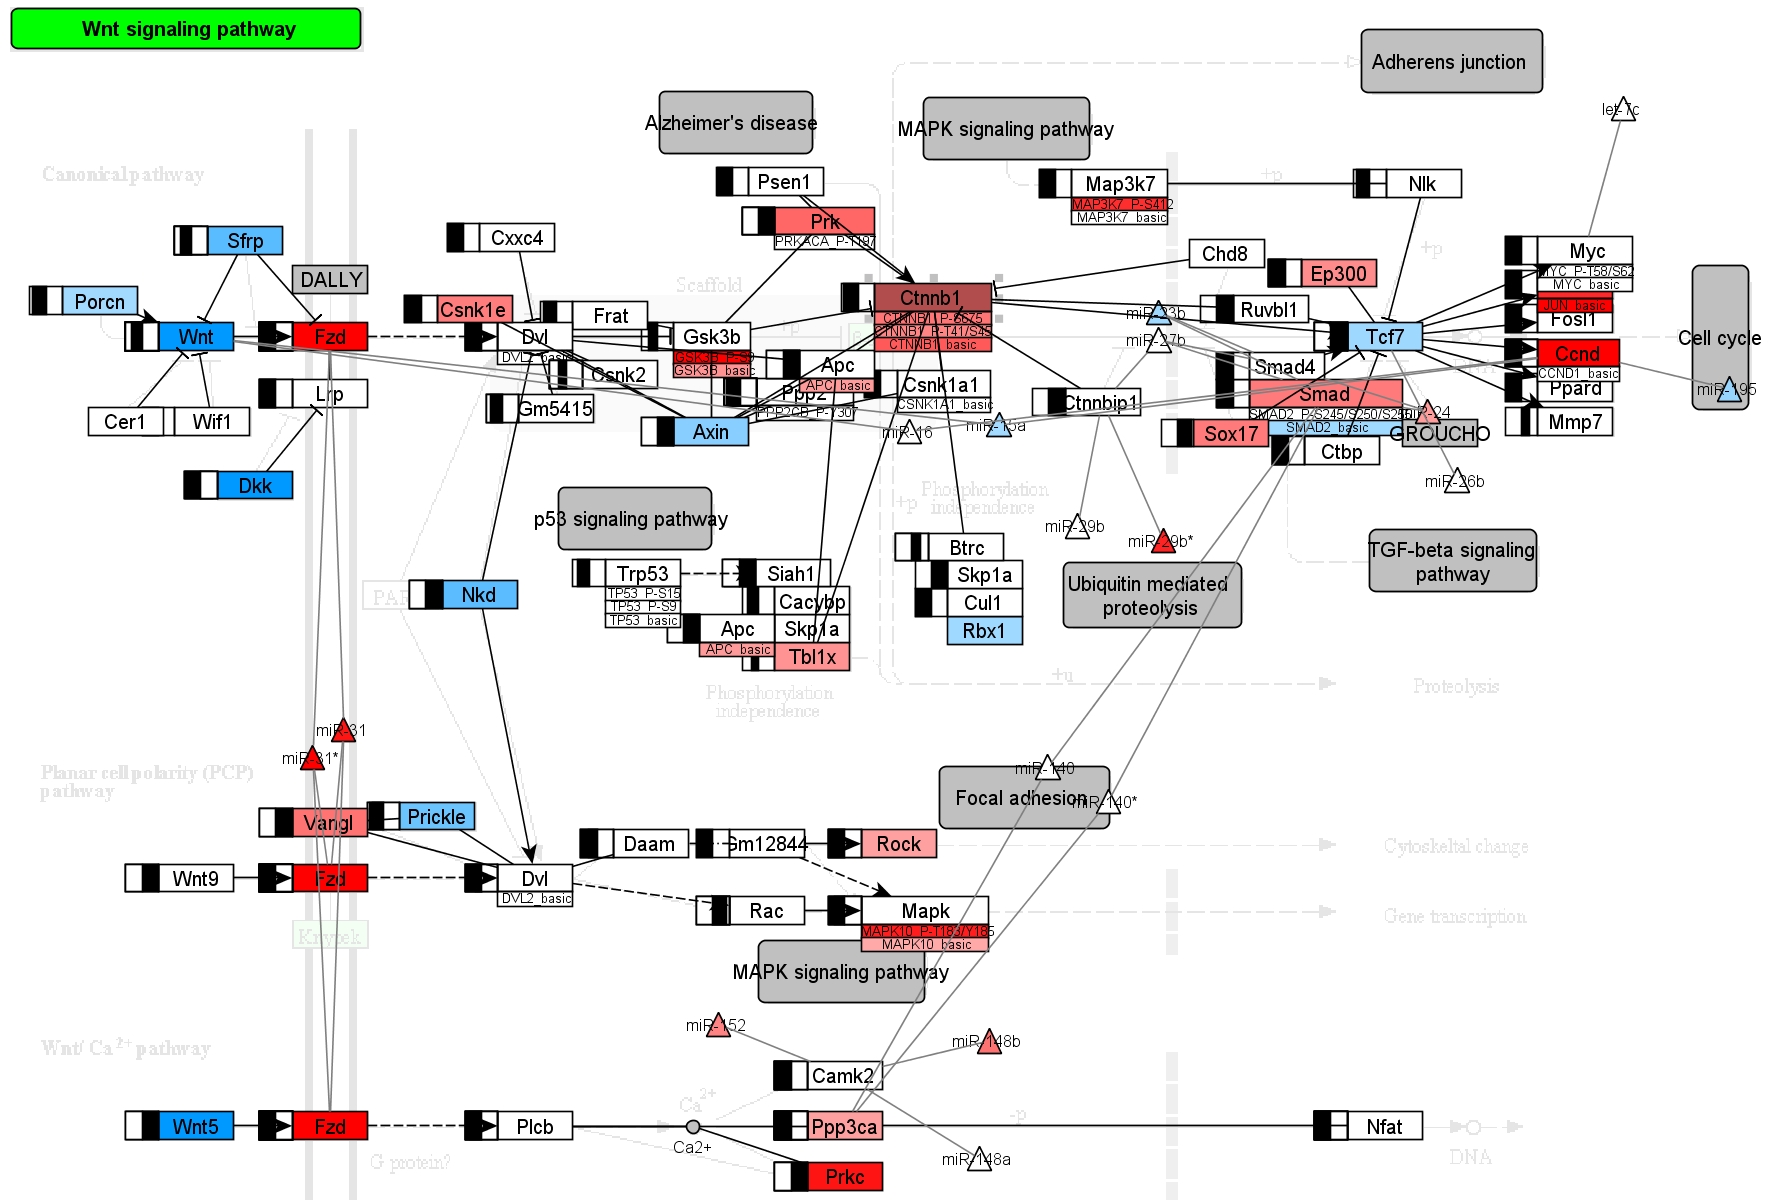 Wnt signaling pathway
Adherens junction
Alzheimer's disease
MAPK signaling pathway
let-7c
Canonical pathway
Psen1
Map3k7
MAP3K7_P-S412
MAP3K7_basic
+p
Nlk
Prk
PRKACA_P-T197
Sfrp
Cxxc4
Chd8
+p
Myc
MYC_P-T58/S62
MYC_basic
DALLY
Scaffold
Ep300
Porcn
Csnk1e
Frat
Ctnnb1
CTNNB1_P-S675
CTNNB1_P-T41/S45
CTNNB1_basic
miR-23b
Ruvbl1
JUN_basic
Fosl1
Wnt
Fzd
Dvl
DVL2_basic
Gsk3b
GSK3B_P-S9
GSK3B_basic
+p
miR-27b
Tcf7
Cell cycle
Ccnd
CCND1_basic
Apc
APC_basic
Smad4
DNA
Csnk2
Ppp2
PPP2CB_P-Y307
Csnk1a1
CSNK1A1_basic
Ctnnbip1
Smad
Ppard
miR-195
Lrp
Gm5415
SMAD2_P-S245/S250/S255
SMAD2_basic
miR-24
Cer1
Wif1
Axin
miR-16
miR-15a
Sox17
GROUCHO
Mmp7
Ctbp
Dkk
miR-26b
p53 signaling pathway
+p
Phosphorylation
independence
miR-29b
miR-29b*
Btrc
TGF-beta signaling
pathway
Trp53
TP53_P-S15
TP53_P-S9
TP53_basic
Siah1
Skp1a
Ubiquitin mediated
proteolysis
Nkd
Cacybp
Cul1
Apc
APC_basic
Skp1a
Rbx1
Tbl1x
+u
Proteolysis
Phosphorylation
independence
miR-31
miR-31*
Planar cell polarity (PCP)
pathway
miR-140
Focal adhesion
miR-140*
Vangl
Prickle
Daam
Gm12844
Rock
Cytoskeltal change
Wnt9
Fzd
Dvl
DVL2_basic
Rac
Mapk
MAPK10_P-T183/Y185
MAPK10_basic
Gene transcription
Knypek
MAPK signaling pathway
miR-152
miR-148b
Wnt/ Ca2+ pathway
Camk2
Ca2+
Wnt5
Fzd
Plcb
Ca2+
Ppp3ca
-p
Nfat
G protein?
miR-148a
DNA
Prkc